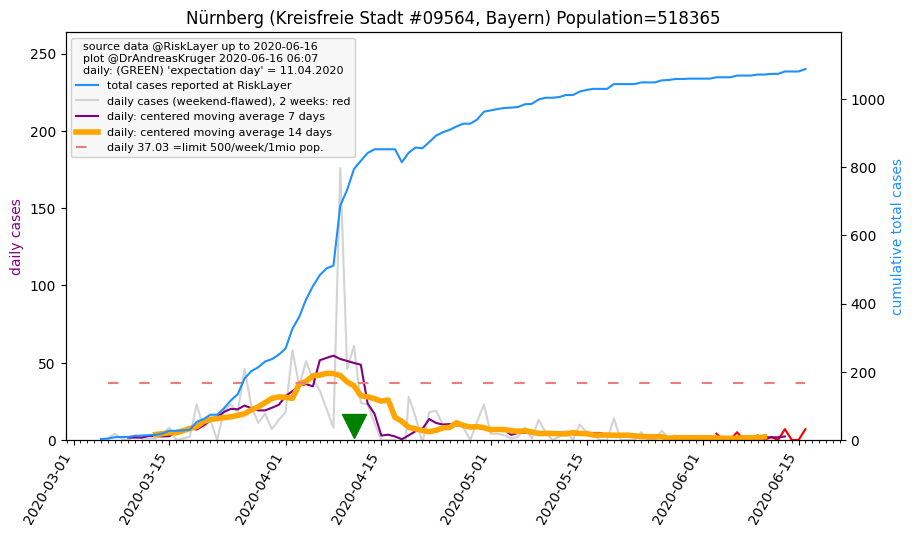 Nürnberg (Kreisfreie Stadt #09564, Bayern) Population=518365
source data @RiskLayer up to 2020-06-16
plot @DrAndreasKruger 2020-06-16 06:07
daily: (GREEN) 'expectation day' = 11.04.2020
total cases reported at RiskLayer
daily cases (weekend-flawed), 2 weeks: red
daily: centered moving average 7 days
daily: centered moving average 14 days
daily 37.03 =limit 500/week/1mio pop.
daily cases
250
200
150
100
50
0
cumulative total cases
1000
800
600
400
200
0
2020-03-01
2020-03-15
2020-04-01
2020-04-15
2020-05-01
2020-05-15
2020-06-01
2020-06-15